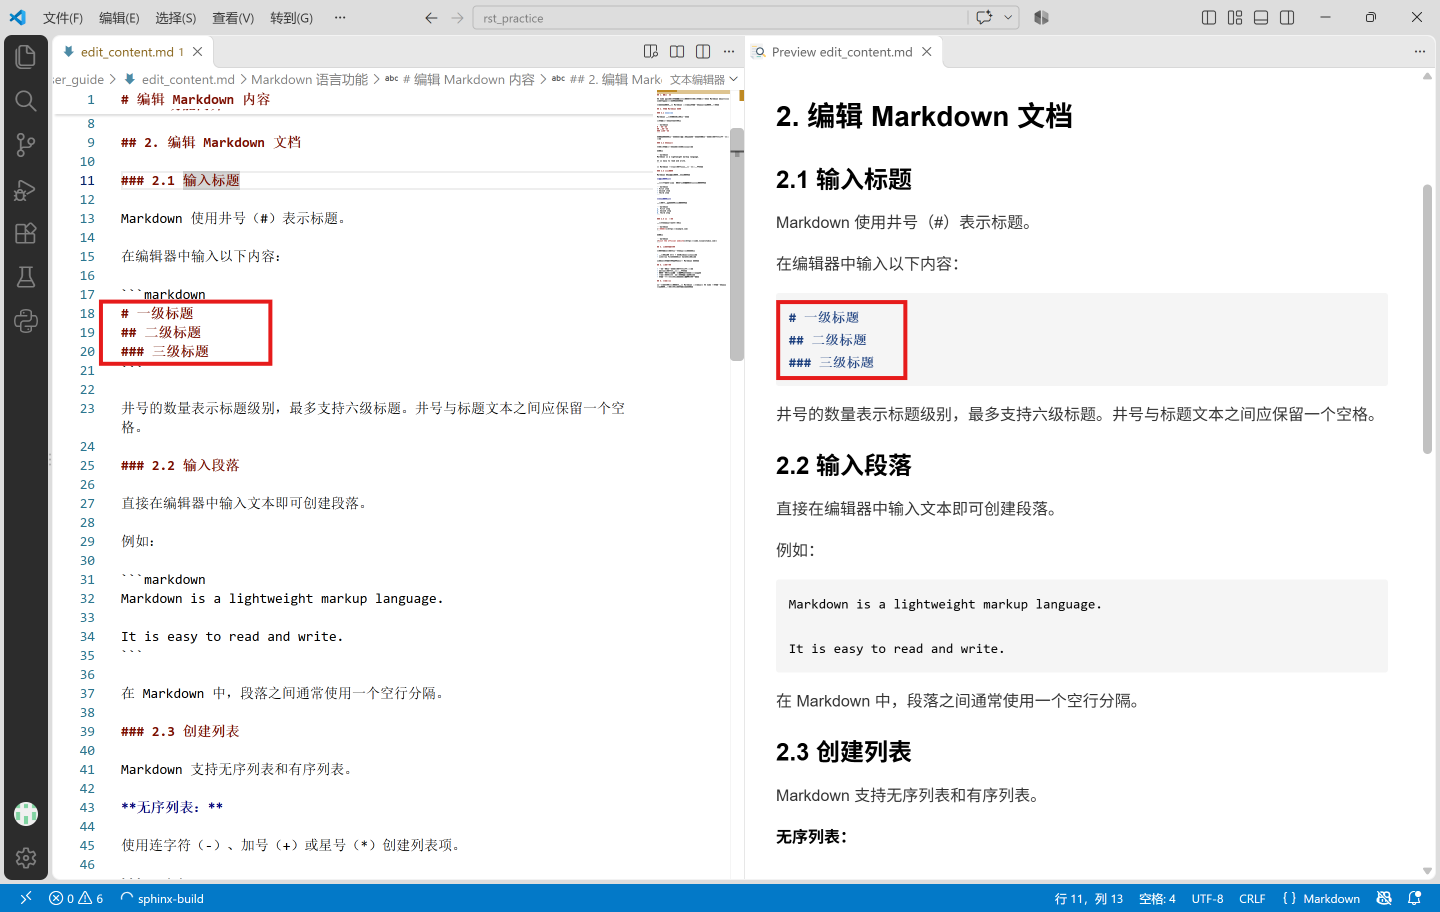 文件(F) 编辑(E) 选择(S) 查看(V) 转到(G) ··· rst_practice
edit_content.md 1
ser_guide > edit_content.md > Markdown 语言功能 > abc # 编辑 Markdown 内容 > abc ## 2. 编辑 Mark 文本编辑器
1 # 编辑 Markdown 内容
8
9 ## 2. 编辑 Markdown 文档
10
11 ### 2.1 输入标题
12
13 Markdown 使用井号（#）表示标题。
14
15 在编辑器中输入以下内容：
16
17 ```markdown
18 # 一级标题
19 ## 二级标题
20 ### 三级标题
21 ```
22
23 井号的数量表示标题级别，最多支持六级标题。井号与标题文本之间应保留一个空
格。
24
25 ### 2.2 输入段落
26
27 直接在编辑器中输入文本即可创建段落。
28
29 例如：
30
31 ```markdown
32 Markdown is a lightweight markup language.
33
34 It is easy to read and write.
35 ```
36
37 在 Markdown 中，段落之间通常使用一个空行分隔。
38
39 ### 2.3 创建列表
40
41 Markdown 支持无序列表和有序列表。
42
43 **无序列表：**
44
45 使用连字符（-）、加号（+）或星号（*）创建列表项。
46
Preview edit_content.md
2. 编辑 Markdown 文档
2.1 输入标题
Markdown 使用井号（#）表示标题。
在编辑器中输入以下内容：
# 一级标题
## 二级标题
### 三级标题
井号的数量表示标题级别，最多支持六级标题。井号与标题文本之间应保留一个空格。
2.2 输入段落
直接在编辑器中输入文本即可创建段落。
例如：
Markdown is a lightweight markup language.
It is easy to read and write.
在 Markdown 中，段落之间通常使用一个空行分隔。
2.3 创建列表
Markdown 支持无序列表和有序列表。
无序列表：
0 6 sphinx-build 行 11，列 13 空格: 4 UTF-8 CRLF { } Markdown